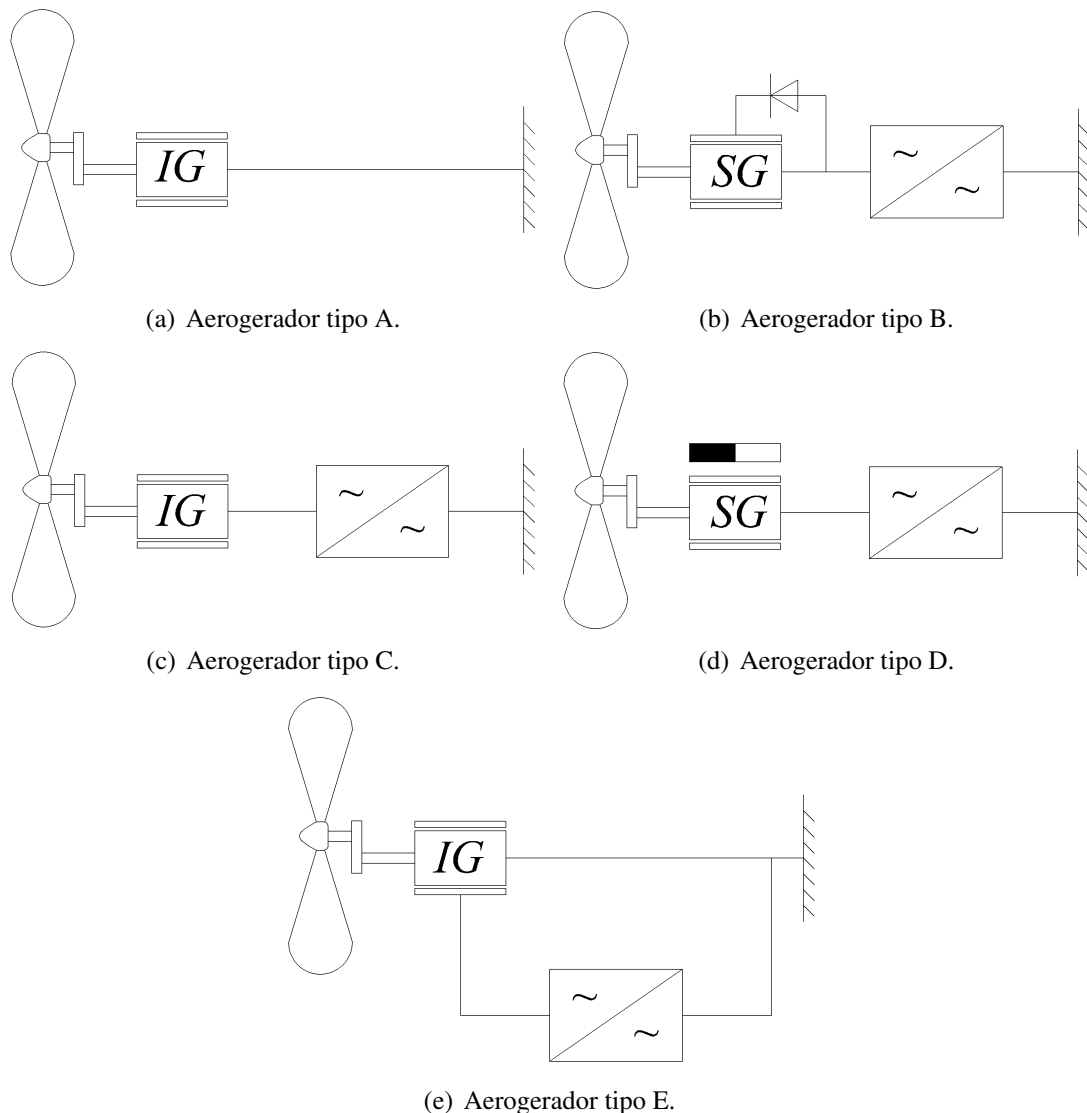 IG
SG
~
~
(a) Aerogerador tipo A.
(b) Aerogerador tipo B.
IG
~
~
SG
~
~
(c) Aerogerador tipo C.
(d) Aerogerador tipo D.
IG
~
~
(e) Aerogerador tipo E.